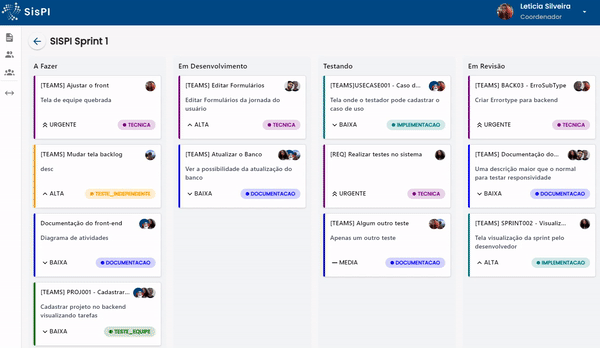 SisPI
Letícia Silveira
Coordenador
SISPI Sprint 1
A Fazer
[TEAMS] Ajustar o front
Tela de equipe quebrada
URGENTE
TECNICA
[TEAMS] Mudar tela backlog
desc
ALTA
TESTE_INDEPENDENTE
Documentação do front-end
Diagrama de atividades
BAIXA
DOCUMENTACAO
[TEAMS] PROJ001 - Cadastrar...
Cadastrar projeto no backend
visualizando tarefas
BAIXA
TESTE_EQUIPE
Em Desenvolvimento
[TEAMS] Editar Formulários
Editar Formulários da jornada do
usuário
ALTA
TECNICA
[TEAMS] Atualizar o Banco
Ver a possibilidade da atualização do
banco
BAIXA
DOCUMENTACAO
Testando
[TEAMS]USECASE001 - Caso d...
Tela onde o testador pode cadastrar o
caso de uso
BAIXA
IMPLEMENTACAO
[REQ] Realizar testes no sistema
URGENTE
TECNICA
[TEAMS] Algum outro teste
Apenas um outro teste
MEDIA
DOCUMENTACAO
Em Revisão
[TEAMS] BACK03 - ErroSubType
Criar Errortype para backend
URGENTE
TECNICA
[TEAMS] Documentação do...
Uma descrição maior que o normal
para testar responsividade
BAIXA
DOCUMENTACAO
[TEAMS] SPRINT002 - Visualiz...
Tela visualização da sprint pelo
desenvolvedor
ALTA
IMPLEMENTACAO